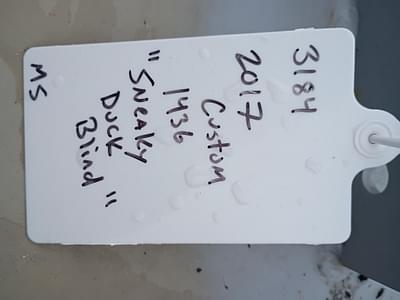 3184
2017
Custom
1436
"Sneaky
Duck
Blind"
MS